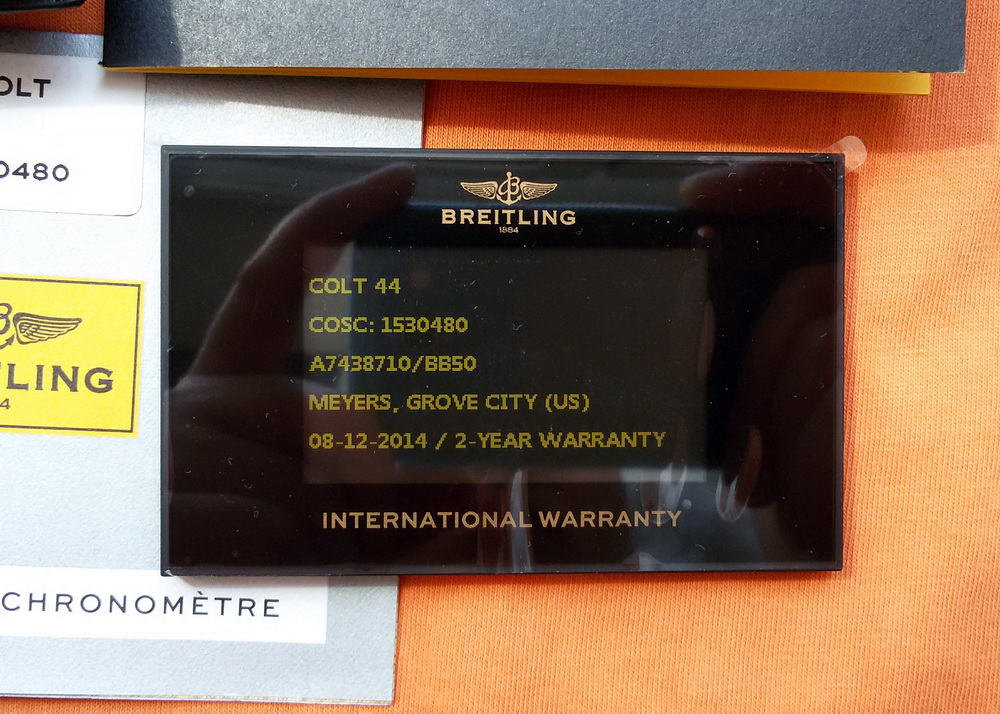 OLT
0480
LING
4
CHRONOMÈTRE
BREITLING
1884
COLT 44
COSC: 1530480
A7438710/BB50
MEYERS, GROVE CITY (US)
08-12-2014 / 2-YEAR WARRANTY
INTERNATIONAL WARRANTY